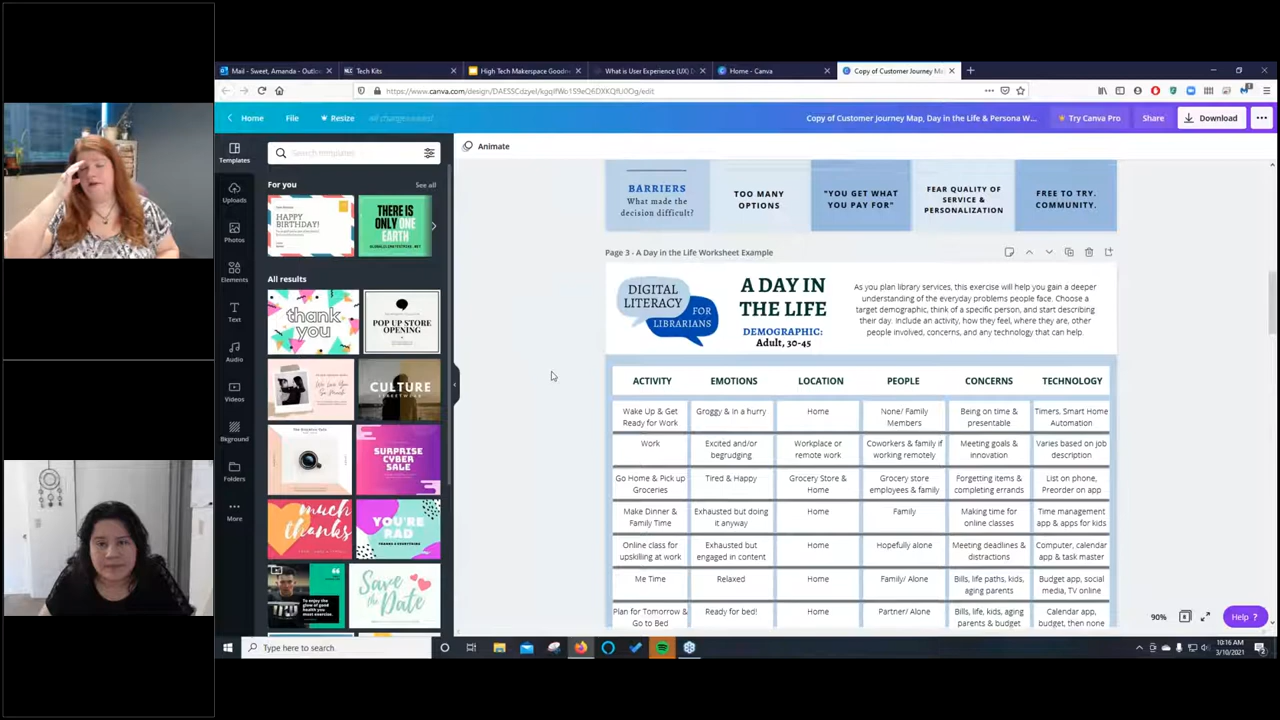 Mail - Sweet, Amanda - Outlo
Tech Kits
High Tech Makerspace Goodne
What is User Experience (UX) D
Home - Canva
Copy of Customer Journey Ma
Home
File
Resize
Copy of Customer Journey Map, Day in the Life & Persona W...
Try Canva Pro
Share
Download
Templates
Search templates
Animate
Uploads
Photos
Elements
Text
Audio
Videos
Bkground
Folders
More
For you
See all
HAPPY
BIRTHDAY!
THERE IS
ONLY ONE
EARTH
All results
thank
you
POP UP STORE
OPENING
CULTURE
STREETWEAR
SURPRISE
CYBER
SALE
much
thanks
YOU'RE
RAD
Save
the Date
BARRIERS
What made the
decision difficult?
TOO MANY
OPTIONS
"YOU GET WHAT
YOU PAY FOR"
FEAR QUALITY OF
SERVICE &
PERSONALIZATION
FREE TO TRY.
COMMUNITY.
Page 3 - A Day in the Life Worksheet Example
DIGITAL
LITERACY
FOR
LIBRARIANS
A DAY IN
THE LIFE
DEMOGRAPHIC:
Adult, 30-45
As you plan library services, this exercise will help you gain a deeper
understanding of the everyday problems people face. Choose a
target demographic, think of a specific person, and start describing
their day. Include an activity, how they feel, where they are, other
people involved, concerns, and any technology that can help.
ACTIVITY EMOTIONS LOCATION PEOPLE CONCERNS TECHNOLOGY
Wake Up & Get Groggy & In a hurry Home None/ Family Being on time & Timers, Smart Home
Ready for Work Members presentable Automation
Work Excited and/or Workplace or Coworkers & family if Meeting goals & Varies based on job
begrudging remote work working remotely innovation description
Go Home & Pick up Tired & Happy Grocery Store & Grocery store Forgetting items & List on phone,
Groceries Home employees & family completing errands Preorder on app
Make Dinner & Exhausted but doing Home Family Making time for Time management
Family Time it anyway online classes app & apps for kids
Online class for Exhausted but Home Hopefully alone Meeting deadlines & Computer, calendar
upskilling at work engaged in content distractions app & task master
Me Time Relaxed Home Family/ Alone Bills, life paths, kids, Budget app, social
aging parents media, TV online
Plan for Tomorrow & Ready for bed! Home Partner/ Alone Bills, life, kids, aging Calendar app,
Go to Bed parents & budget budget, then none
90%
Help ?
Type here to search
10:16 AM
3/10/2021